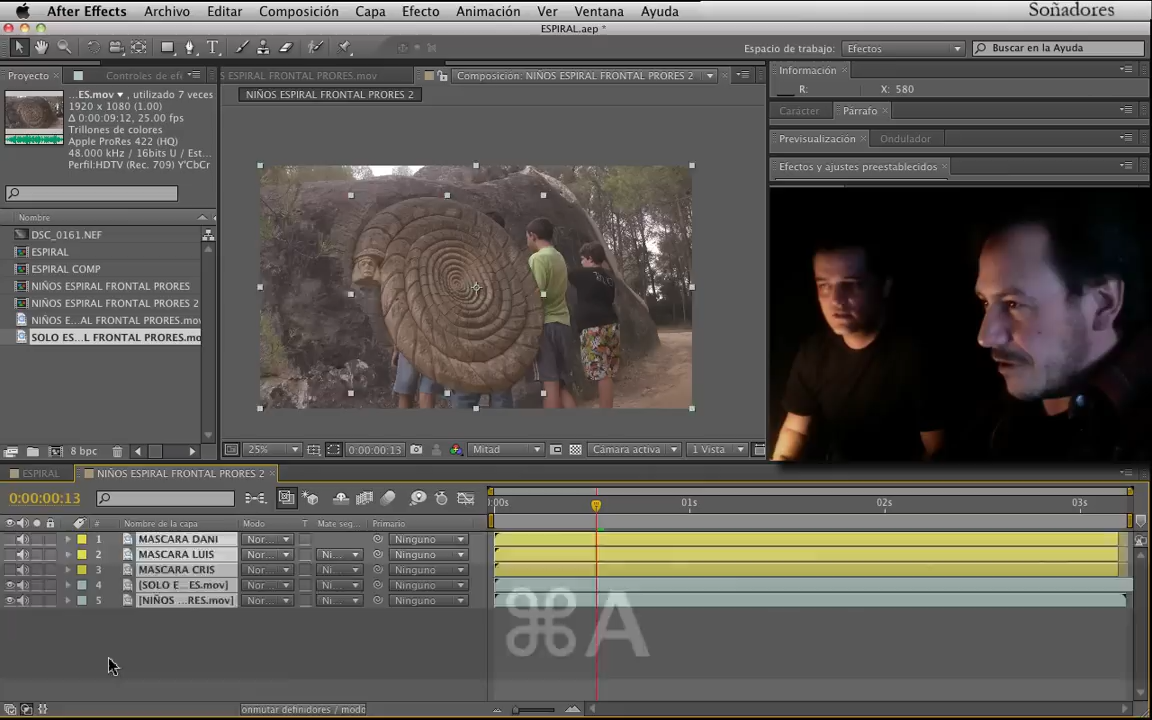 After Effects Archivo Editar Composición Capa Efecto Animación Ver Ventana Ayuda
Soñadores
ESPIRAL.aep *
Espacio de trabajo: Efectos
Buscar en la Ayuda
Proyecto
Controles de efe
...ES.mov ▾ , utilizado 7 veces
1920 x 1080 (1.00)
Δ 0:00:09:12, 25.00 fps
Trillones de colores
Apple ProRes 422 (HQ)
48.000 kHz / 16bits U / Est...
Perfil:HDTV (Rec. 709) Y'CbCr
Nombre
DSC_0161.NEF
ESPIRAL
ESPIRAL COMP
NIÑOS ESPIRAL FRONTAL PRORES
NIÑOS ESPIRAL FRONTAL PRORES 2
NIÑOS E...AL FRONTAL PRORES.mov
SOLO ES...L FRONTAL PRORES.mo
8 bpc
S ESPIRAL FRONTAL PRORES.mov
Composición: NIÑOS ESPIRAL FRONTAL PRORES 2
NIÑOS ESPIRAL FRONTAL PRORES 2
25% 0:00:00:13 Mitad Cámara activa 1 Vista
Información
R: X: 580
Carácter Párrafo
Previsualización Ondulador
Efectos y ajustes preestablecidos
ESPIRAL NIÑOS ESPIRAL FRONTAL PRORES 2
0:00:00:13
:00s 01s 02s 03s
# Nombre de la capa Modo T Mate seg... Primario
1 MASCARA DANI Nor... Ninguno
2 MASCARA LUIS Nor... Ni... Ninguno
3 MASCARA CRIS Nor... Ni... Ninguno
4 [SOLO E...ES.mov] Nor... Ni... Ninguno
5 [NIÑOS ...RES.mov] Nor... Ni... Ninguno
⌘A
onmutar definidores / modo